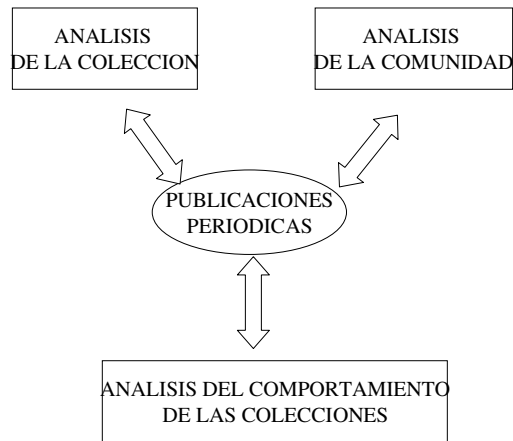 ANALISIS
DE LA COLECCION
ANALISIS
DE LA COMUNIDAD
PUBLICACIONES
PERIODICAS
ANALISIS DEL COMPORTAMIENTO
DE LAS COLECCIONES